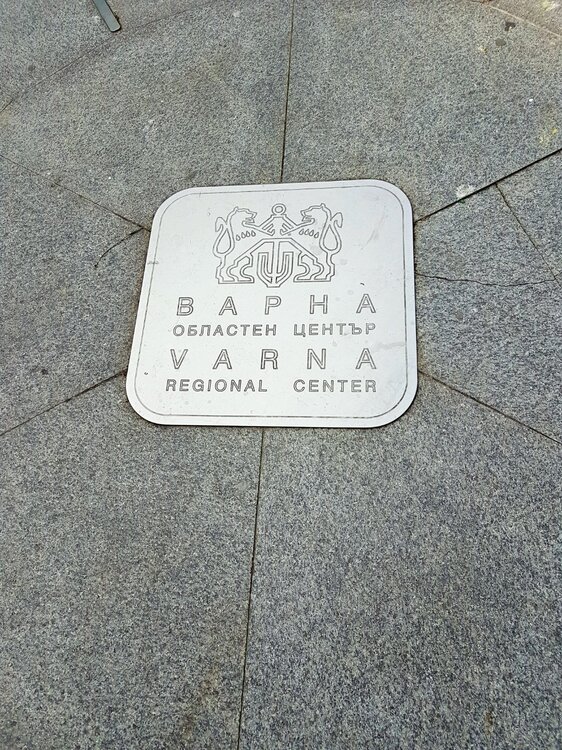 ВАРНА
ОБЛАСТЕН ЦЕНТЪР
VARNA
REGIONAL CENTER